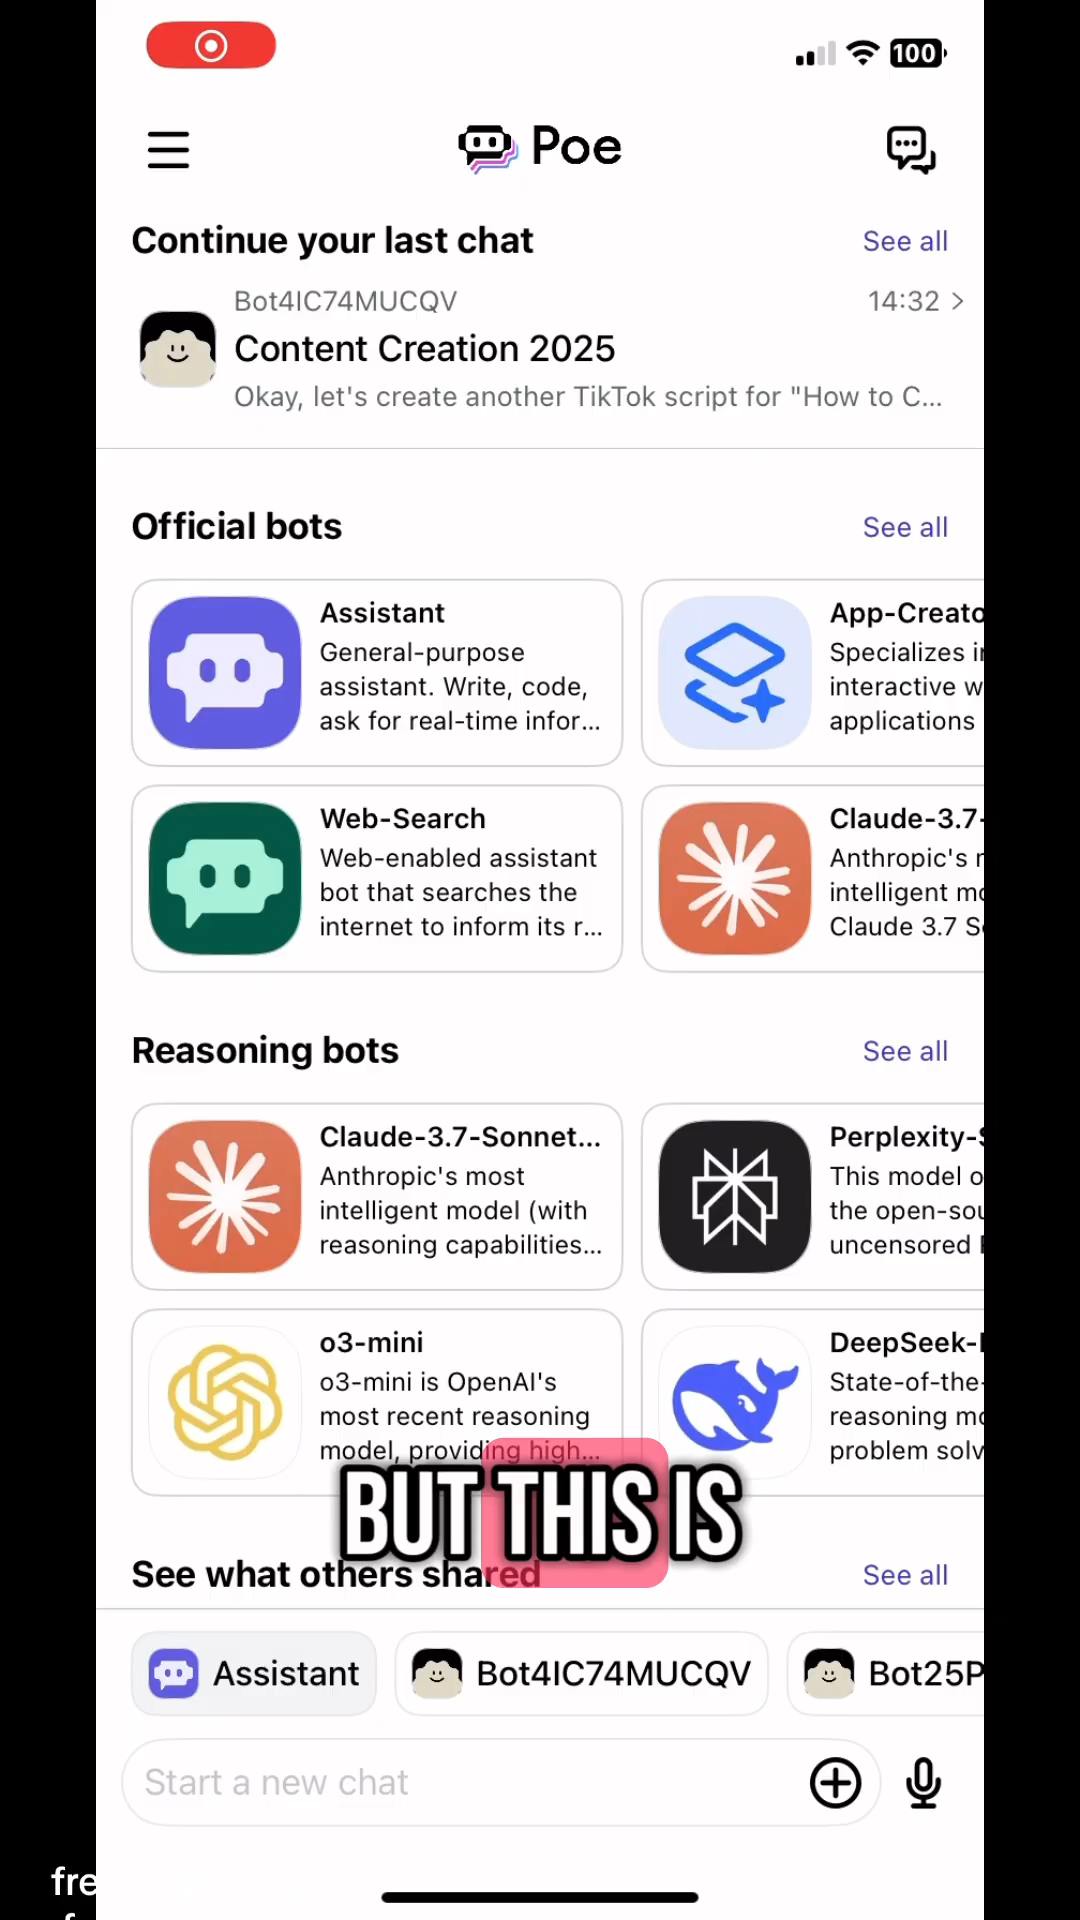 100
Poe
Continue your last chat
See all
Bot4IC74MUCQV
14:32
Content Creation 2025
Okay, let's create another TikTok script for "How to C...
Official bots
See all
Assistant
General-purpose
assistant. Write, code,
ask for real-time infor...
App-Creato
Specializes i
interactive w
applications
Web-Search
Web-enabled assistant
bot that searches the
internet to inform its r...
Claude-3.7-
Anthropic's
intelligent mo
Claude 3.7 S
Reasoning bots
See all
Claude-3.7-Sonnet...
Anthropic's most
intelligent model (with
reasoning capabilities...
Perplexity-S
This model o
the open-sou
uncensored
o3-mini
o3-mini is OpenAI's
most recent reasoning
model, providing high...
DeepSeek-
State-of-the-
reasoning mo
problem solv
BUT THIS IS
See what others shared
See all
Assistant
Bot4IC74MUCQV
Bot25P
Start a new chat
fre